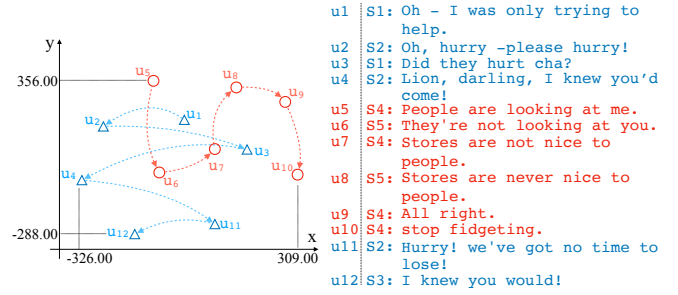 y
356.00
-288.00
x
-326.00
309.00
u1
u2
u3
u4
u5
u6
u7
u8
u9
u10
u11
u12
u1 S1: Oh - I was only trying to
help.
u2 S2: Oh, hurry -please hurry!
u3 S1: Did they hurt cha?
u4 S2: Lion, darling, I knew you'd
come!
u5 S4: People are looking at me.
u6 S5: They're not looking at you.
u7 S4: Stores are not nice to
people.
u8 S5: Stores are never nice to
people.
u9 S4: All right.
u10 S4: stop fidgeting.
u11 S2: Hurry! we've got no time to
lose!
u12 S3: I knew you would!